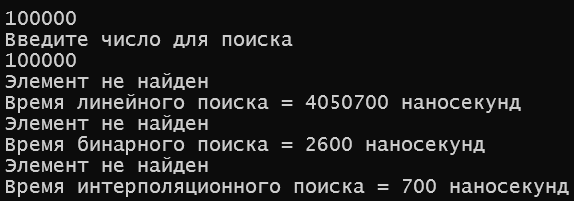 100000
Введите число для поиска
100000
Элемент не найден
Время линейного поиска = 4050700 наносекунд
Элемент не найден
Время бинарного поиска = 2600 наносекунд
Элемент не найден
Время интерполяционного поиска = 700 наносекунд